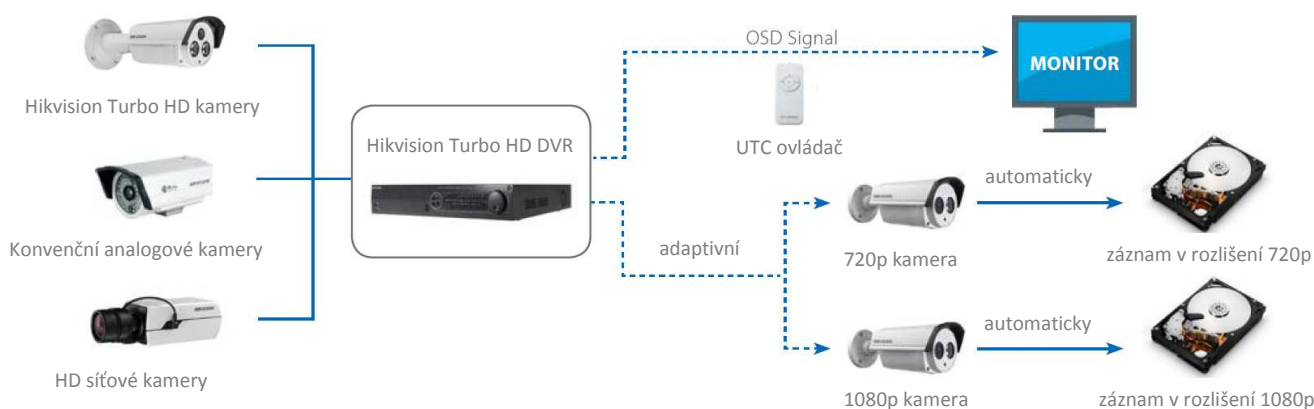 Hikvision Turbo HD kamery
Konvenční analogové kamery
HD síťové kamery
Hikvision Turbo HD DVR
OSD Signal
UTC ovládač
MONITOR
adaptivní
720p kamera
automaticky
záznam v rozlišení 720p
1080p kamera
automaticky
záznam v rozlišení 1080p